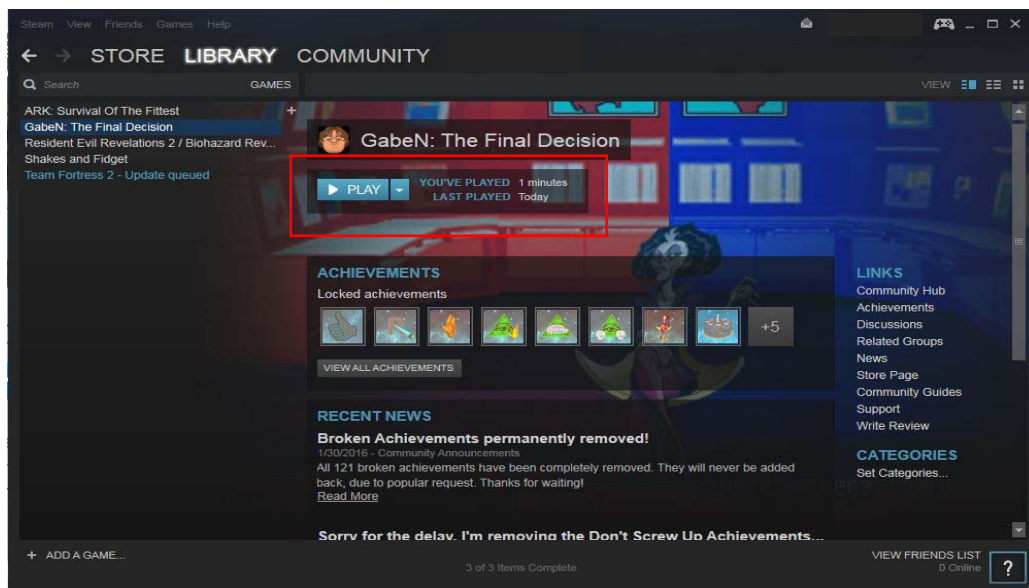 Steam View Friends Games Help
STORE LIBRARY COMMUNITY
Search GAMES
VIEW
ARK: Survival Of The Fittest
GabeN: The Final Decision
Resident Evil Revelations 2 / Biohazard Rev...
Shakes and Fidget
Team Fortress 2 - Update queued
GabeN: The Final Decision
PLAY
YOU'VE PLAYED 1 minutes
LAST PLAYED Today
ACHIEVEMENTS
Locked achievements
+5
VIEW ALL ACHIEVEMENTS
RECENT NEWS
Broken Achievements permanently removed!
1/30/2016 - Community Announcements
All 121 broken achievements have been completely removed. They will never be added
back, due to popular request. Thanks for waiting!
Read More
Sorry for the delay, I'm removing the Don't Screw Up Achievements...
LINKS
Community Hub
Achievements
Discussions
Related Groups
News
Store Page
Community Guides
Support
Write Review
CATEGORIES
Set Categories...
+ ADD A GAME...
3 of 3 Items Complete
VIEW FRIENDS LIST
0 Online
?